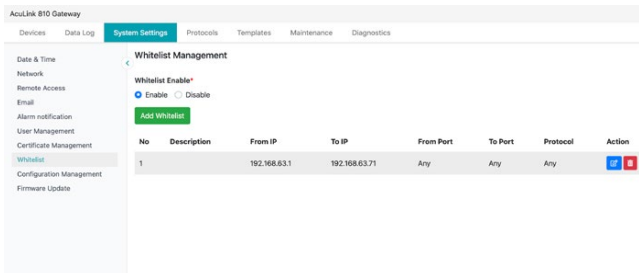 AcuLink 810 Gateway
Devices Data Log System Settings Protocols Templates Maintenance Diagnostics
Date & Time
Network
Remote Access
Email
Alarm notification
User Management
Certificate Management
Whitelist
Configuration Management
Firmware Update
Whitelist Management
Whitelist Enable*
Enable Disable
Add Whitelist
No Description From IP To IP From Port To Port Protocol Action
1 192.168.63.1 192.168.63.71 Any Any Any